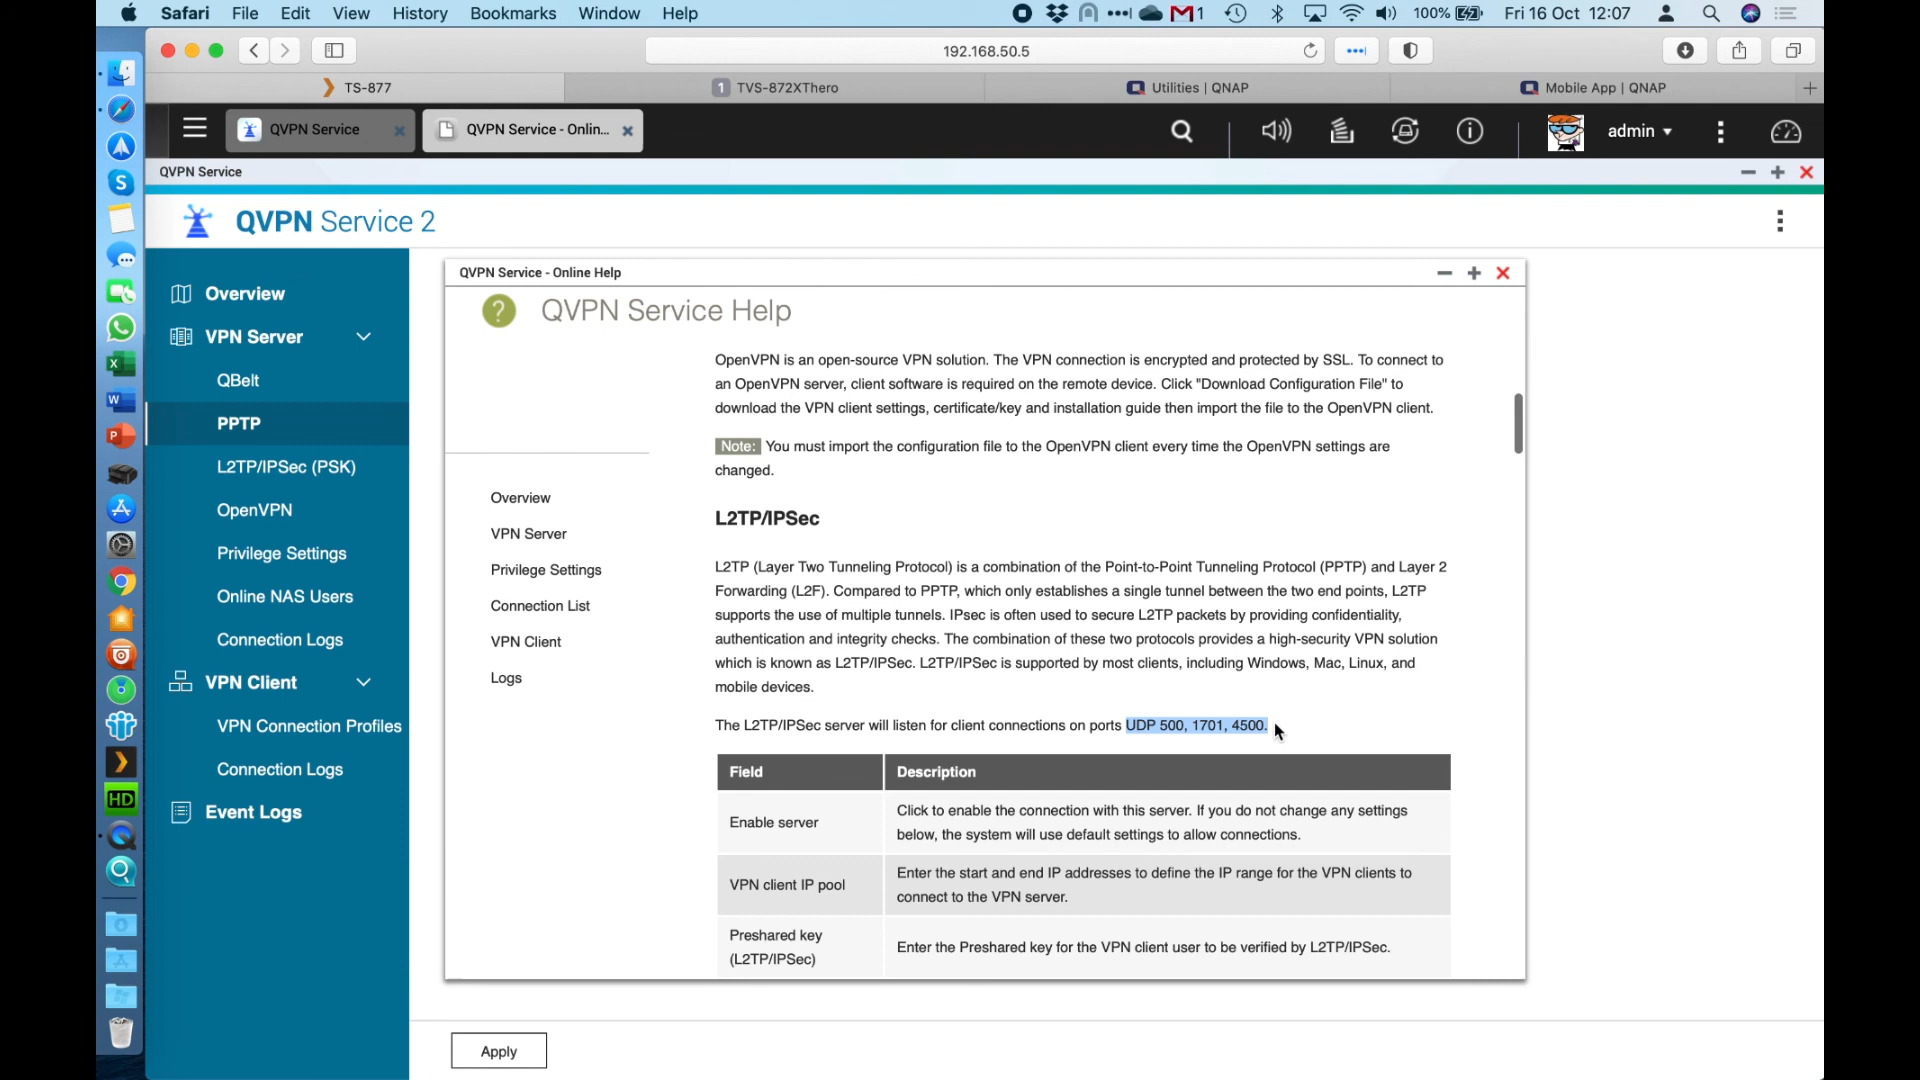 Safari File Edit View History Bookmarks Window Help 1 100% Fri 16 Oct 12:07
192.168.50.5
TS-877
1 TVS-872XThero
Utilities | QNAP
Mobile App | QNAP
QVPN Service
QVPN Service - Onlin...
admin
QVPN Service
QVPN Service 2
Overview
VPN Server
QBelt
PPTP
L2TP/IPSec (PSK)
OpenVPN
Privilege Settings
Online NAS Users
Connection Logs
VPN Client
VPN Connection Profiles
Connection Logs
Event Logs
QVPN Service - Online Help
? QVPN Service Help
Overview
VPN Server
Privilege Settings
Connection List
VPN Client
Logs
OpenVPN is an open-source VPN solution. The VPN connection is encrypted and protected by SSL. To connect to
an OpenVPN server, client software is required on the remote device. Click "Download Configuration File" to
download the VPN client settings, certificate/key and installation guide then import the file to the OpenVPN client.
Note: You must import the configuration file to the OpenVPN client every time the OpenVPN settings are
changed.
L2TP/IPSec
L2TP (Layer Two Tunneling Protocol) is a combination of the Point-to-Point Tunneling Protocol (PPTP) and Layer 2
Forwarding (L2F). Compared to PPTP, which only establishes a single tunnel between the two end points, L2TP
supports the use of multiple tunnels. IPsec is often used to secure L2TP packets by providing confidentiality,
authentication and integrity checks. The combination of these two protocols provides a high-security VPN solution
which is known as L2TP/IPSec. L2TP/IPSec is supported by most clients, including Windows, Mac, Linux, and
mobile devices.
The L2TP/IPSec server will listen for client connections on ports UDP 500, 1701, 4500.
Field Description
Enable server
Click to enable the connection with this server. If you do not change any settings
below, the system will use default settings to allow connections.
VPN client IP pool
Enter the start and end IP addresses to define the IP range for the VPN clients to
connect to the VPN server.
Preshared key
(L2TP/IPSec)
Enter the Preshared key for the VPN client user to be verified by L2TP/IPSec.
Apply
S
X
W
P
HD